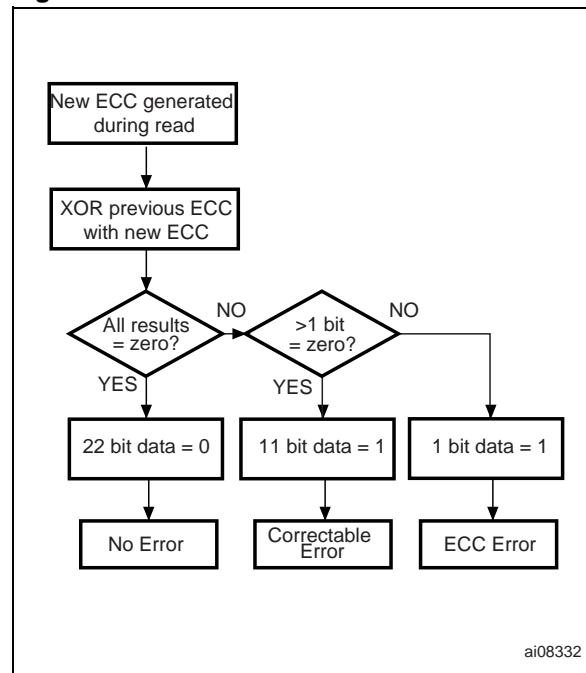 New ECC generated
during read
XOR previous ECC
with new ECC
All results
= zero?
NO
>1 bit
= zero?
NO
YES
YES
22 bit data = 0
11 bit data = 1
1 bit data = 1
No Error
Correctable
Error
ECC Error
ai08332